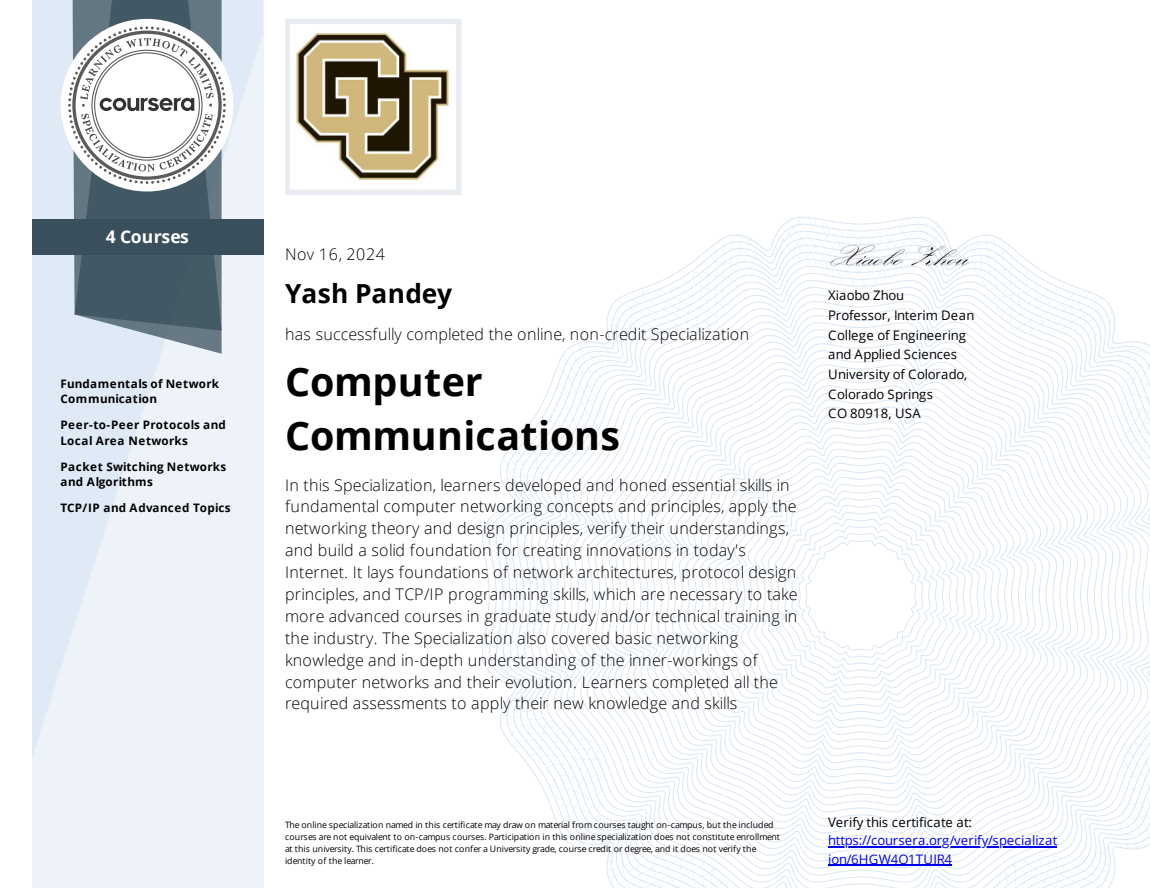 LEARNING WITHOUT LIMITS
coursera
SPECIALIZATION CERTIFICATE
CU
4 Courses
Fundamentals of Network
Communication
Peer-to-Peer Protocols and
Local Area Networks
Packet Switching Networks
and Algorithms
TCP/IP and Advanced Topics
Nov 16, 2024
Yash Pandey
has successfully completed the online, non-credit Specialization
Computer
Communications
In this Specialization, learners developed and honed essential skills in
fundamental computer networking concepts and principles, apply the
networking theory and design principles, verify their understandings,
and build a solid foundation for creating innovations in today's
Internet. It lays foundations of network architectures, protocol design
principles, and TCP/IP programming skills, which are necessary to take
more advanced courses in graduate study and/or technical training in
the industry. The Specialization also covered basic networking
knowledge and in-depth understanding of the inner-workings of
computer networks and their evolution. Learners completed all the
required assessments to apply their new knowledge and skills
Xiaobo Zhou
Xiaobo Zhou
Professor, Interim Dean
College of Engineering
and Applied Sciences
University of Colorado,
Colorado Springs
CO 80918, USA
The online specialization named in this certificate may draw on material from courses taught on-campus, but the included
courses are not equivalent to on-campus courses. Participation in this online specialization does not constitute enrollment
at this university. This certificate does not confer a University grade, course credit or degree, and it does not verify the
identity of the learner.
Verify this certificate at:
https://coursera.org/verify/specializat
ion/6HGW4O1TUIR4